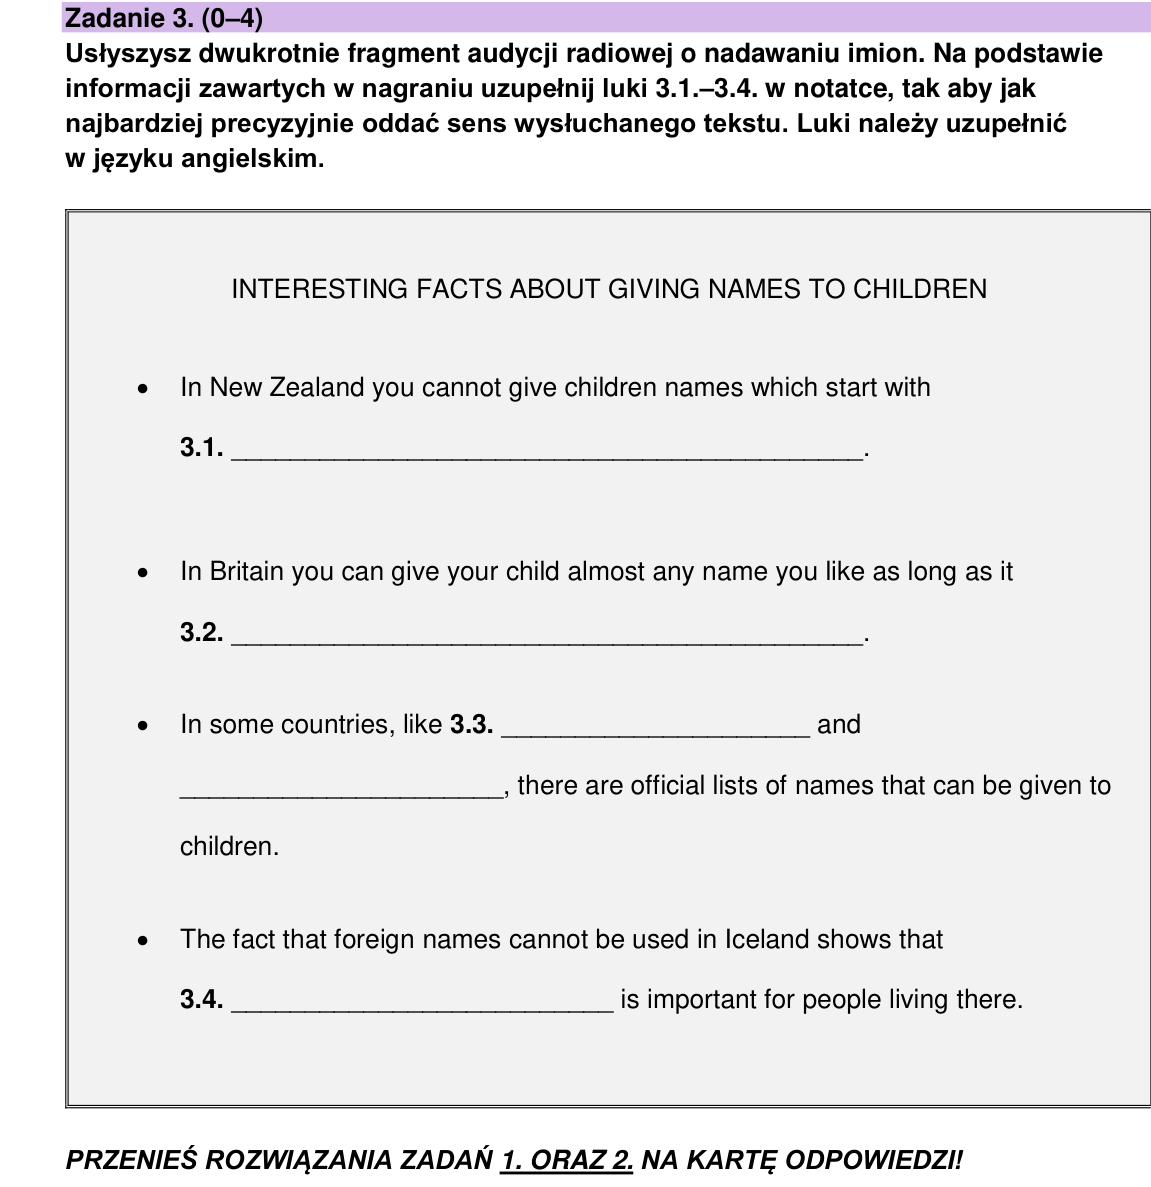 Zadanie 3. (0–4)
Usłyszysz dwukrotnie fragment audycji radiowej o nadawaniu imion. Na podstawie
informacji zawartych w nagraniu uzupełnij luki 3.1.–3.4. w notatce, tak aby jak
najbardziej precyzyjnie oddać sens wysłuchanego tekstu. Luki należy uzupełnić
w języku angielskim.
INTERESTING FACTS ABOUT GIVING NAMES TO CHILDREN
• In New Zealand you cannot give children names which start with
3.1. ___________________________________________.
• In Britain you can give your child almost any name you like as long as it
3.2. ___________________________________________.
• In some countries, like 3.3. _____________________ and
______________________, there are official lists of names that can be given to
children.
• The fact that foreign names cannot be used in Iceland shows that
3.4. __________________________ is important for people living there.
PRZENIEŚ ROZWIĄZANIA ZADAŃ 1. ORAZ 2. NA KARTĘ ODPOWIEDZI!